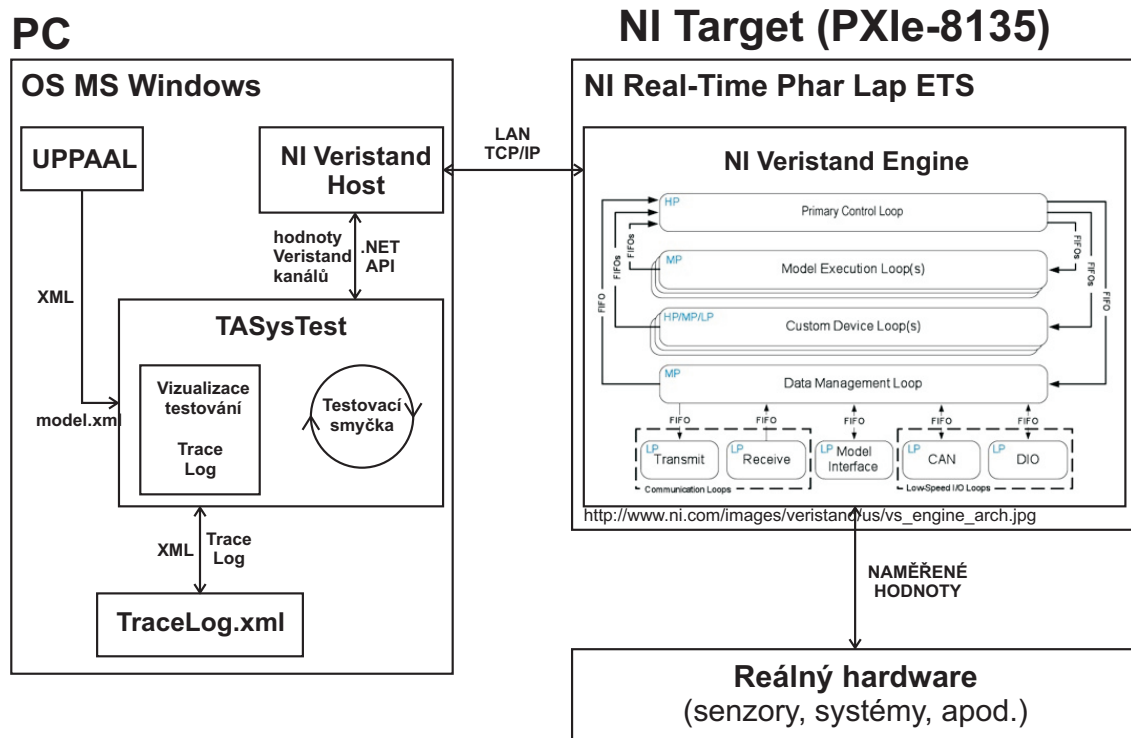 PC
OS MS Windows
UPPAAL
NI Veristand
Host
hodnoty
Veristand
kanálů
.NET
API
XML
model.xml
TASysTest
Vizualizace
testování
Trace
Log
Testovací
smyčka
XML
Trace
Log
TraceLog.xml
LAN
TCP/IP
NI Target (PXIe-8135)
NI Real-Time Phar Lap ETS
NI Veristand Engine
HP
Primary Control Loop
MP
Model Execution Loop(s)
HP/MP/LP
Custom Device Loop(s)
MP
Data Management Loop
FIFO
FIFOs
FIFOs
FIFOs
FIFOs
FIFO
FIFO
FIFO
FIFO
FIFO
FIFO
LP
Transmit
LP
Receive
LP Model
Interface
LP
CAN
LP
DIO
Communication Loops
Low-Speed I/O Loops
http://www.ni.com/images/veristand/us/vs_engine_arch.jpg
NAMĚŘENÉ
HODNOTY
Reálný hardware
(senzory, systémy, apod.)